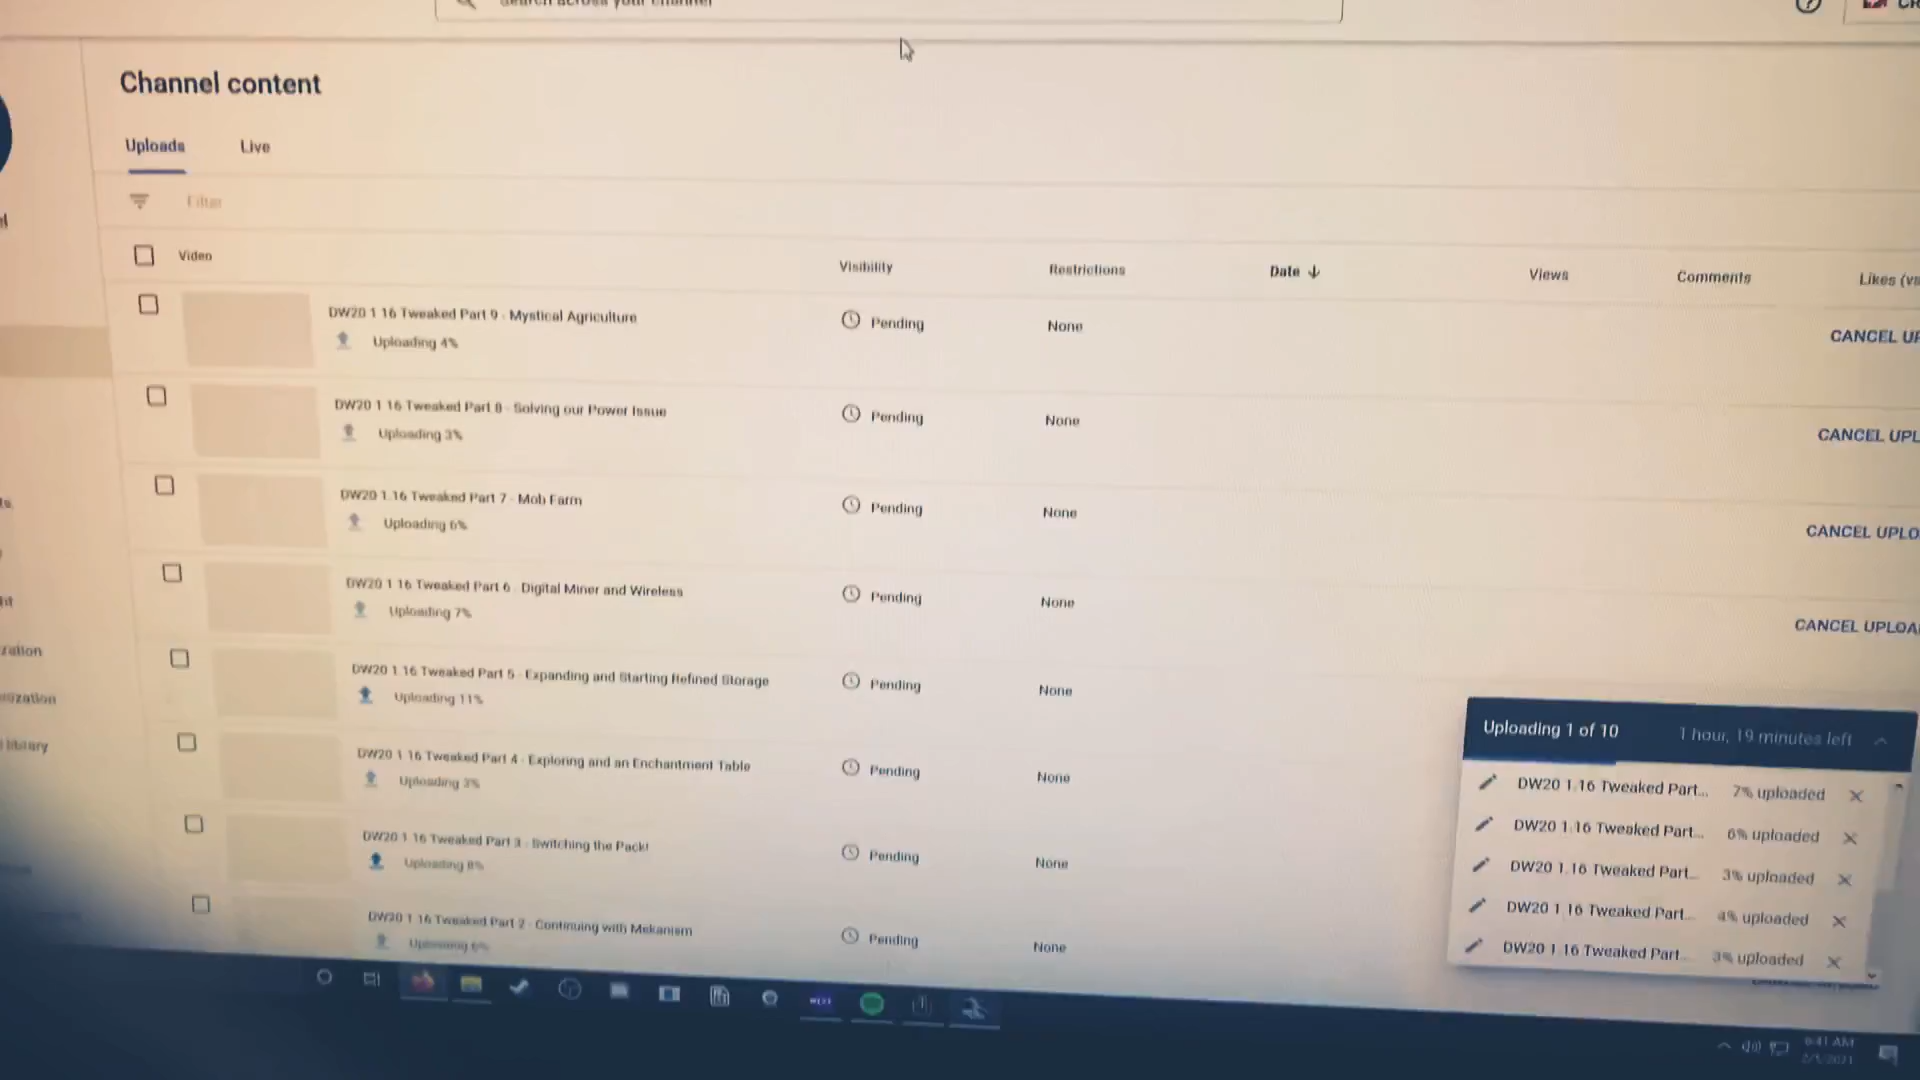 Search across your channel
Channel content
Uploads Live
Filter
Video Visibility Restrictions Date Views Comments Likes
DW20 1.16 Tweaked Part 9 - Mystical Agriculture
Uploading 4%
Pending None CANCEL
DW20 1.16 Tweaked Part 8 - Solving our Power Issue
Uploading 3%
Pending None CANCEL UPL
DW20 1.16 Tweaked Part 7 - Mob Farm
Uploading 6%
Pending None CANCEL UPLO
DW20 1.16 Tweaked Part 6 - Digital Miner and Wireless
Uploading 7%
Pending None CANCEL UPLOA
DW20 1.16 Tweaked Part 5 - Expanding and Starting Refined Storage
Uploading 11%
Pending None
DW20 1.16 Tweaked Part 4 - Exploring and an Enchantment Table
Uploading 3%
Pending None
DW20 1.16 Tweaked Part 3 - Switching the Pack!
Uploading 8%
Pending None
DW20 1.16 Tweaked Part 2 - Continuing with Mekanism
Uploading 6%
Pending None
zation
library
Uploading 1 of 10 1 hour, 19 minutes left
DW20 1.16 Tweaked Part... 7% uploaded
DW20 1.16 Tweaked Part... 6% uploaded
DW20 1.16 Tweaked Part... 3% uploaded
DW20 1.16 Tweaked Part... 4% uploaded
DW20 1.16 Tweaked Part... 3% uploaded
6:41 AM